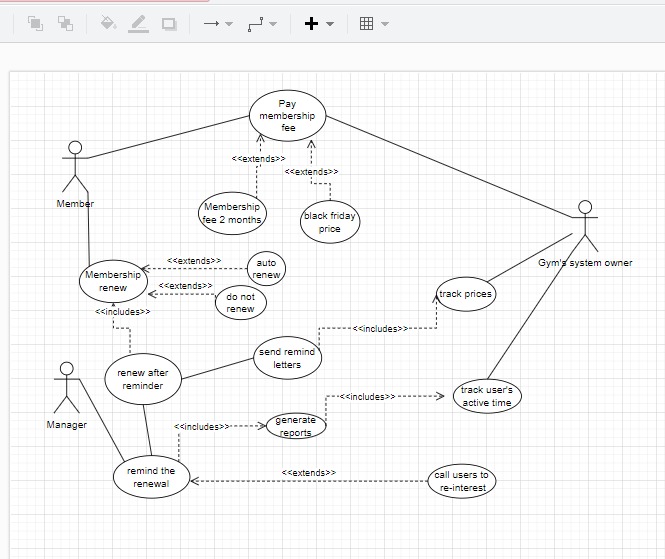 Pay
membership
fee
<<extends>>
<<extends>>
Member
Membership
fee 2 months
black friday
price
Gym's system owner
<<extends>>
auto
renew
Membership
renew
<<extends>>
do not
renew
track prices
<<includes>>
<<includes>>
send remind
letters
renew after
reminder
track user's
active time
<<includes>>
Manager
<<includes>>
generate
reports
remind the
renewal
<<extends>>
call users to
re-interest